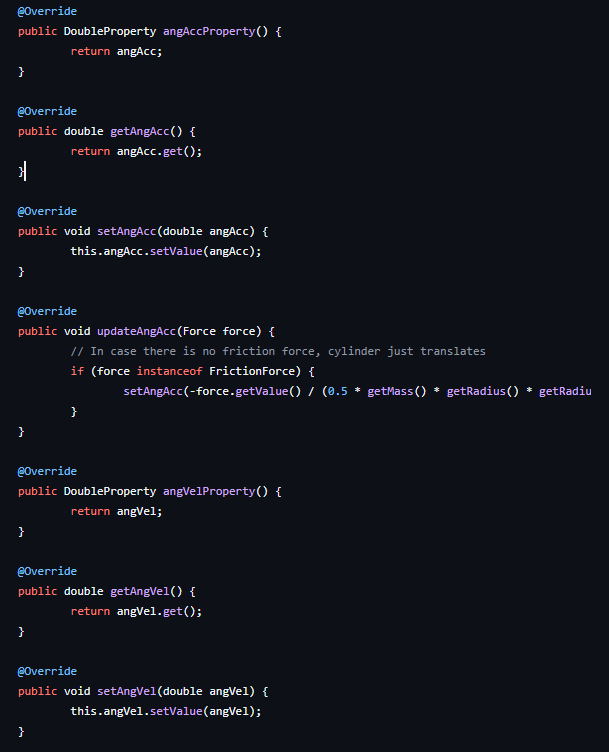 @Override
public DoubleProperty angAccProperty() {
return angAcc;
}
@Override
public double getAngAcc() {
return angAcc.get();
}
@Override
public void setAngAcc(double angAcc) {
this.angAcc.setValue(angAcc);
}
@Override
public void updateAngAcc(Force force) {
// In case there is no friction force, cylinder just translates
if (force instanceof FrictionForce) {
setAngAcc(-force.getValue() / (0.5 * getMass() * getRadius() * getRadiu
}
}
@Override
public DoubleProperty angVelProperty() {
return angVel;
}
@Override
public double getAngVel() {
return angVel.get();
}
@Override
public void setAngVel(double angVel) {
this.angVel.setValue(angVel);
}